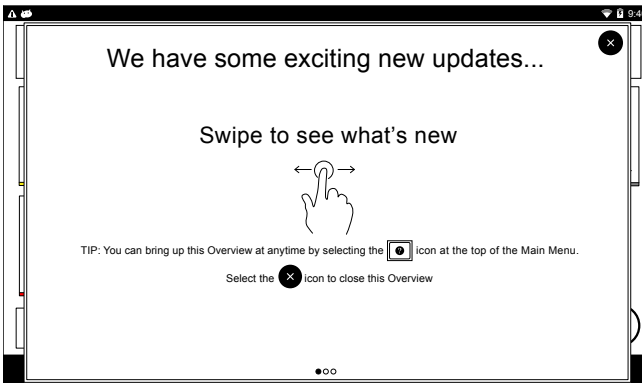 9:4
We have some exciting new updates...
Swipe to see what's new
TIP: You can bring up this Overview at anytime by selecting the ? icon at the top of the Main Menu.
Select the × icon to close this Overview